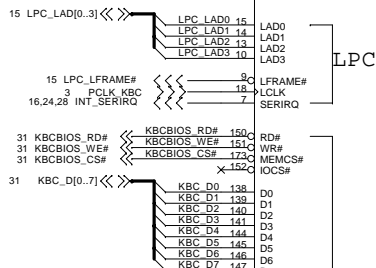 15 LPC_LAD[0..3] LPC_LAD0 15 LAD0
LPC_LAD1 14 LAD1
LPC_LAD2 13 LAD2
LPC_LAD3 10 LAD3
LPC
15 LPC_LFRAME# 9 LFRAME#
3 PCLK_KBC 18 LCLK
16,24,28 INT_SERIRQ 7 SERIRQ
31 KBCBIOS_RD# KBCBIOS_RD# 150 RD#
31 KBCBIOS_WE# KBCBIOS_WE# 151 WR#
31 KBCBIOS_CS# KBCBIOS_CS# 173 MEMCS#
152 IOCS#
31 KBC_D[0..7] KBC_D0 138 D0
KBC_D1 139 D1
KBC_D2 140 D2
KBC_D3 141 D3
KBC_D4 144 D4
KBC_D5 145 D5
KBC_D6 146 D6
KBC_D7 147